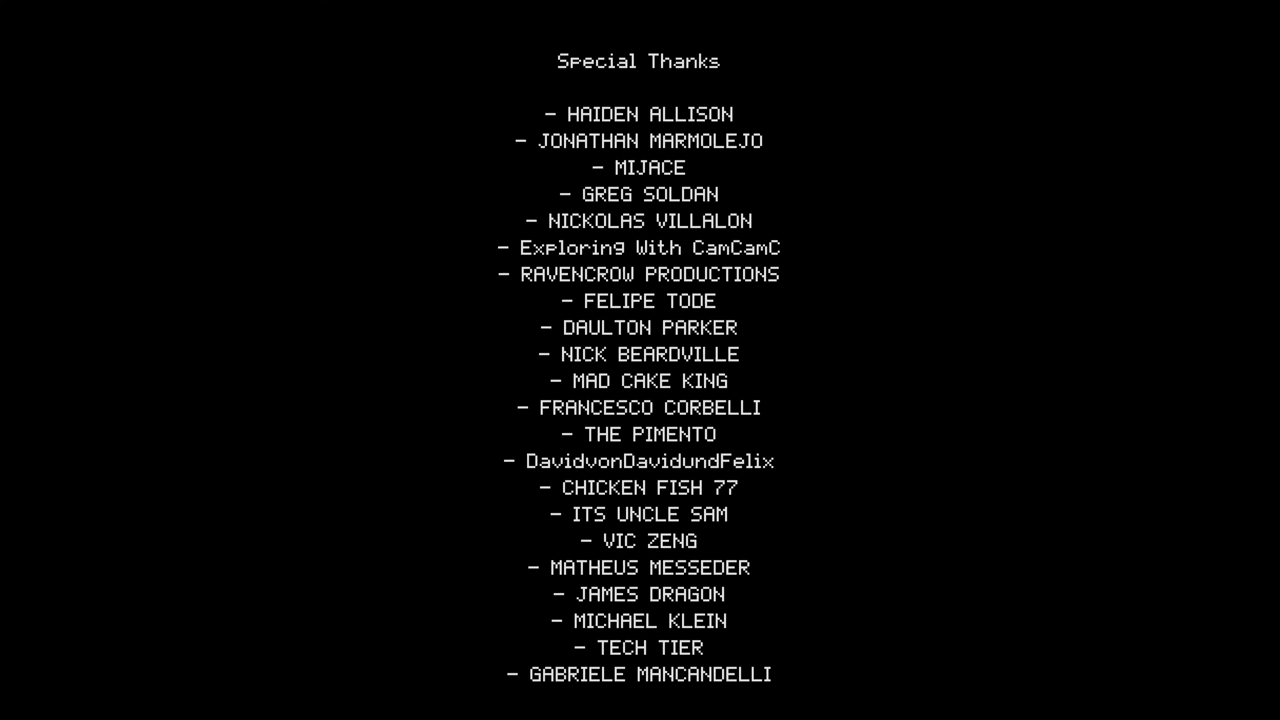 Special Thanks
- HAIDEN ALLISON
- JONATHAN MARMOLEJO
- MIJACE
- GREG SOLDAN
- NICKOLAS VILLALON
- Exploring With CamCamC
- RAVENCROW PRODUCTIONS
- FELIPE TODE
- DAULTON PARKER
- NICK BEARDVILLE
- MAD CAKE KING
- FRANCESCO CORBELLI
- THE PIMENTO
- DavidvonDavidundFelix
- CHICKEN FISH 77
- ITS UNCLE SAM
- VIC ZENG
- MATHEUS MESSEDER
- JAMES DRAGON
- MICHAEL KLEIN
- TECH TIER
- GABRIELE MANCANDELLI